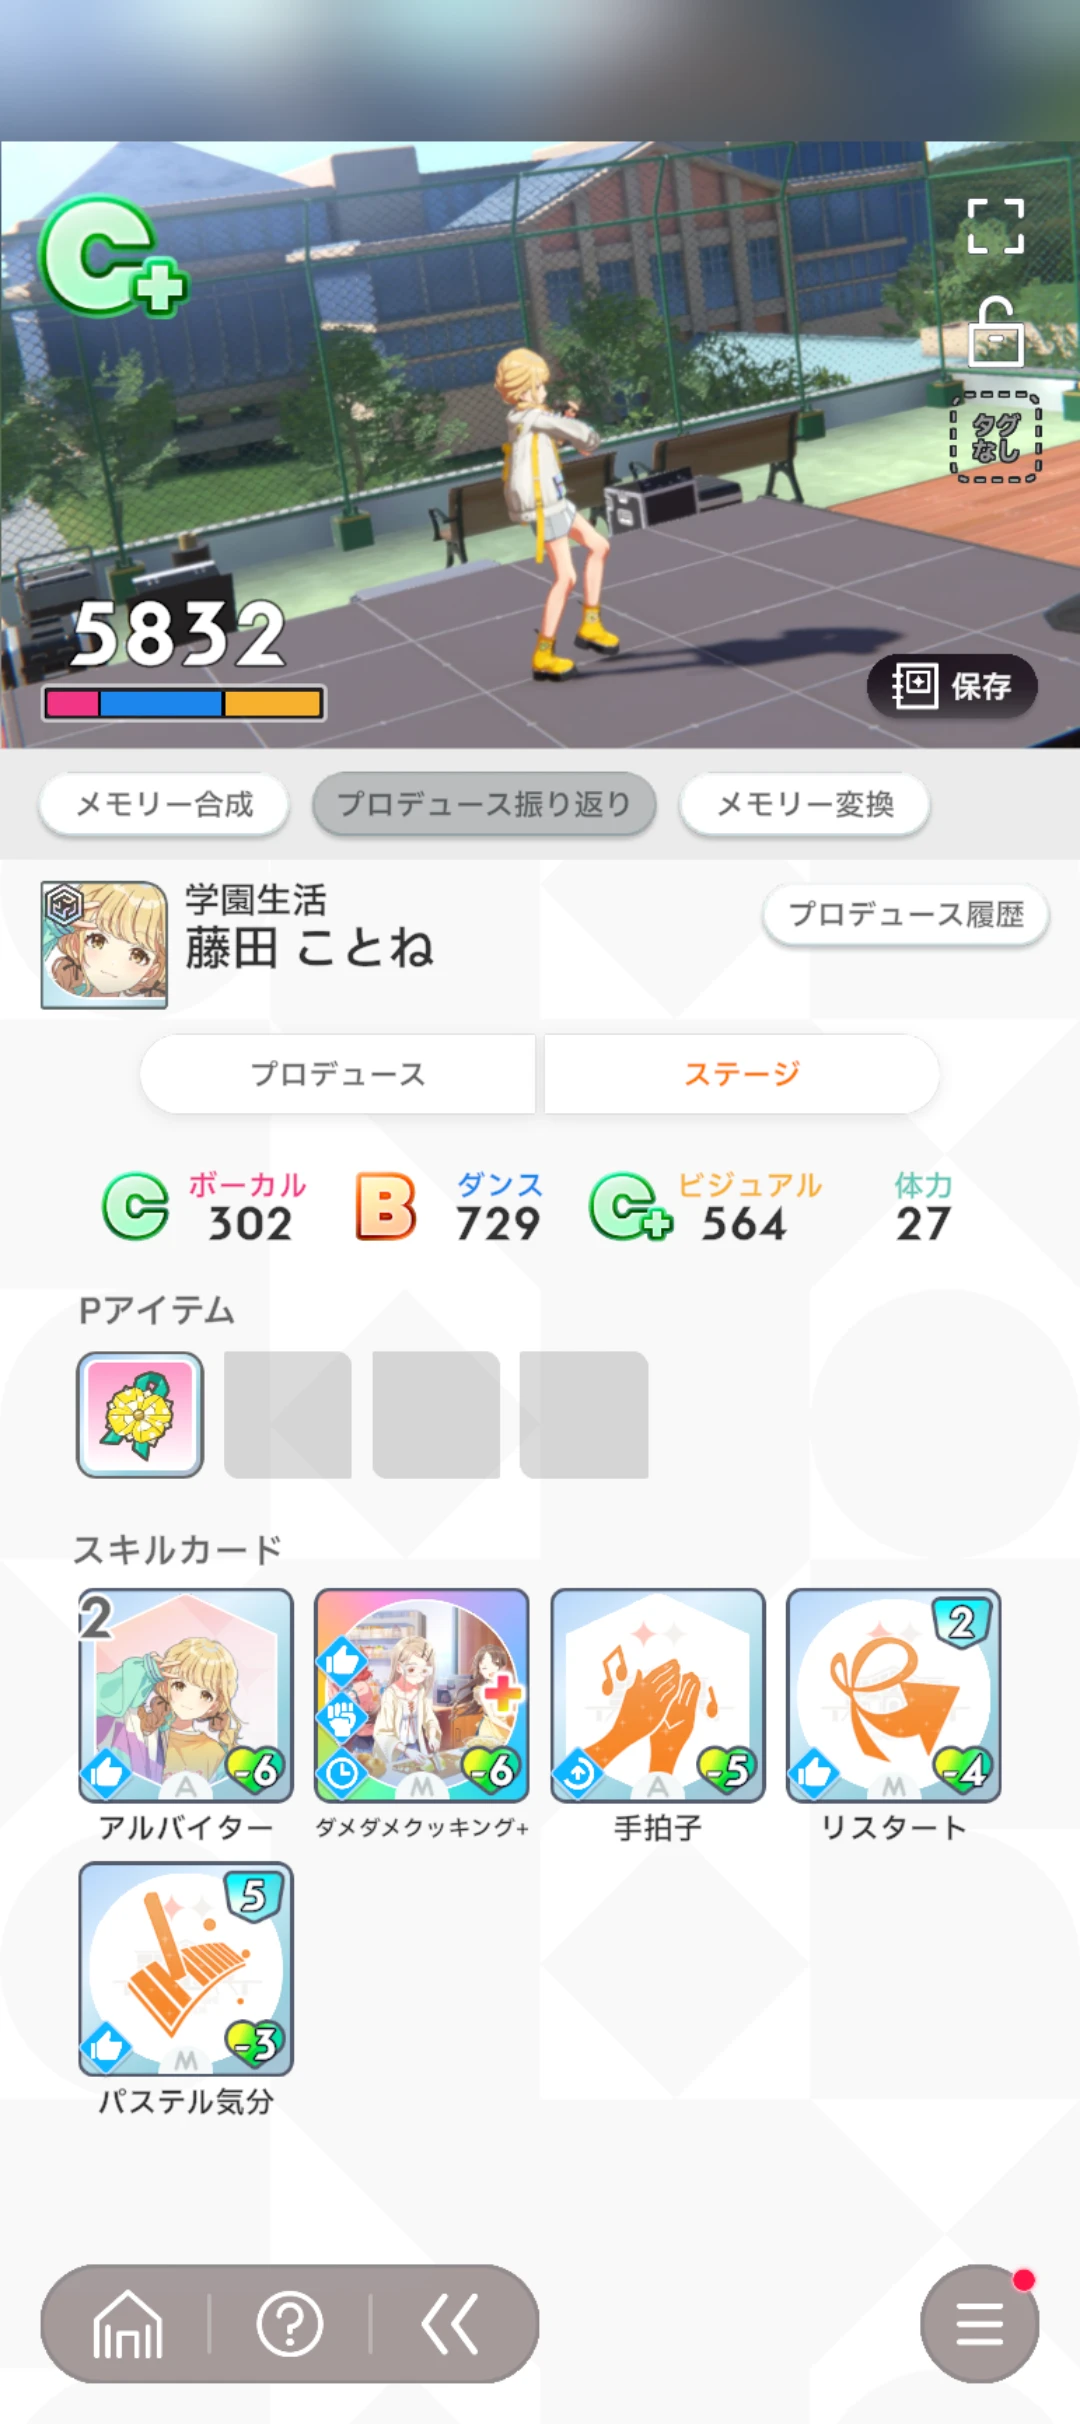 C+
タグ
なし
5832
保存
メモリー合成
プロデュース振り返り
メモリー変換
学園生活
藤田 ことね
プロデュース履歴
プロデュース
ステージ
C ボーカル 302
B ダンス 729
C+ ビジュアル 564
体力 27
Pアイテム
スキルカード
2
A
-6
アルバイター
M
-6
ダメダメクッキング+
A
-5
手拍子
2
M
-4
リスタート
5
M
-3
パステル気分